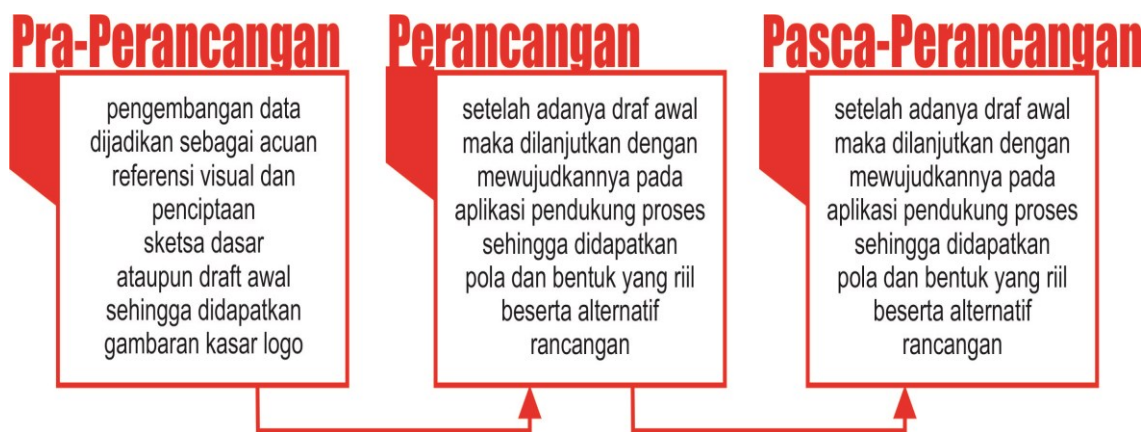 Pra-Perancangan
pengembangan data
dijadikan sebagai acuan
referensi visual dan
penciptaan
sketsa dasar
ataupun draft awal
sehingga didapatkan
gambaran kasar logo
Perancangan
setelah adanya draf awal
maka dilanjutkan dengan
mewujudkannya pada
aplikasi pendukung proses
sehingga didapatkan
pola dan bentuk yang riil
beserta alternatif
rancangan
Pasca-Perancangan
setelah adanya draf awal
maka dilanjutkan dengan
mewujudkannya pada
aplikasi pendukung proses
sehingga didapatkan
pola dan bentuk yang riil
beserta alternatif
rancangan